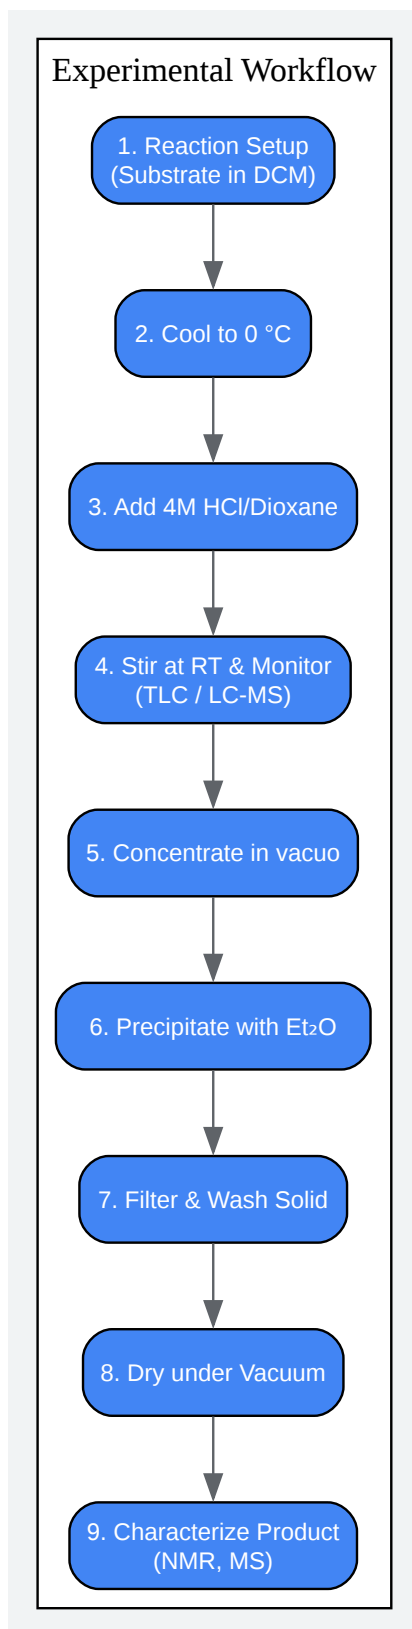 Experimental Workflow
1. Reaction Setup
(Substrate in DCM)
2. Cool to 0 °C
3. Add 4M HCl/Dioxane
4. Stir at RT & Monitor
(TLC / LC-MS)
5. Concentrate in vacuo
6. Precipitate with Et₂O
7. Filter & Wash Solid
8. Dry under Vacuum
9. Characterize Product
(NMR, MS)